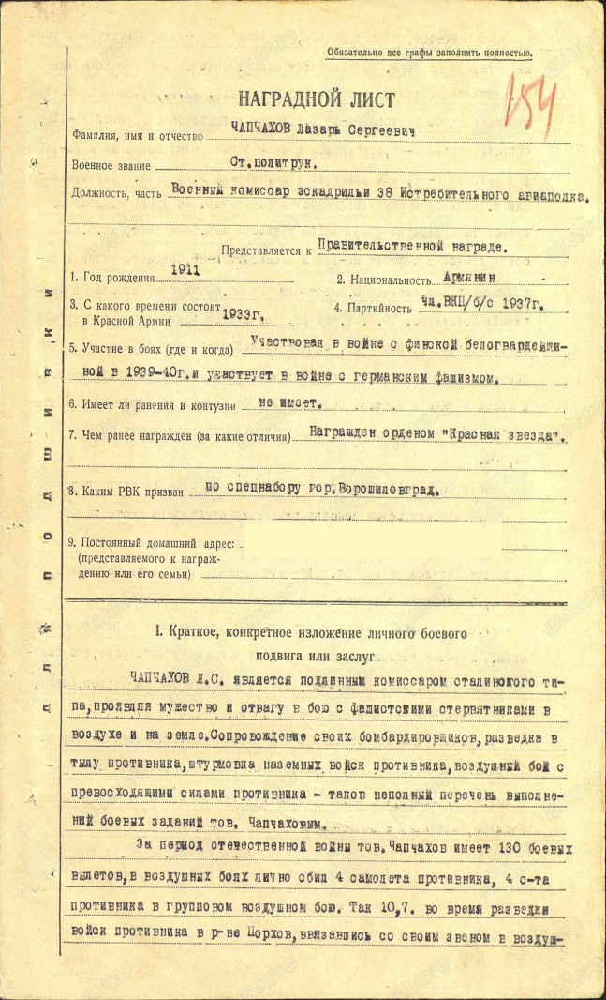 Обязательно все графы заполнять полностью.
154
НАГРАДНОЙ ЛИСТ
Фамилия, имя и отчество ЧАПЧАХОВ Лазарь Сергеевич
Военное звание Ст.политрук.
Должность, часть Военный комиссар эскадрильи 38 Истребительного авиаполка.
Представляется к Правительственной награде.
1. Год рождения 1911 2. Национальность Армянин
3. С какого времени состоит в Красной Армии 1933г. 4. Партийность Чл.ВКП/б/с 1937г.
5. Участие в боях (где и когда) Участвовал в войне с финской белогвардейщи-
ной в 1939-40г.и участвует в войне с германским фашизмом.
6. Имеет ли ранения и контузии не имеет.
7. Чем ранее награжден (за какие отличия) Награжден орденом "Красная звезда".
8. Каким РВК призван по спецнабору гор.Ворошиловград.
9. Постоянный домашний адрес:
(представляемого к награж-
дению или его семьи)
Для подшивки
I. Краткое, конкретное изложение личного боевого
подвига или заслуг
ЧАПЧАХОВ Л.С. является подлинным комиссаром сталинского ти-
па,проявляя мужество и отвагу в бою с фашистскими стервятниками в
воздухе и на земле.Сопровождение своих бомбардировщиков,разведка в
тылу противника,штурмовка наземных войск противника,воздушный бой с
превосходящими силами противника - таков неполный перечень выполне-
ний боевых заданий тов. Чапчаховым.
За период отечественной войны тов.Чапчахов имеет 130 боевых
вылетов,в воздушных боях лично сбил 4 самолета противника, 4 с-та
противника в групповом воздушном бою. Так 10,7. во время разведки
войск противника в р-не Порхов,ввязавшись со своим звеном в воздуш-